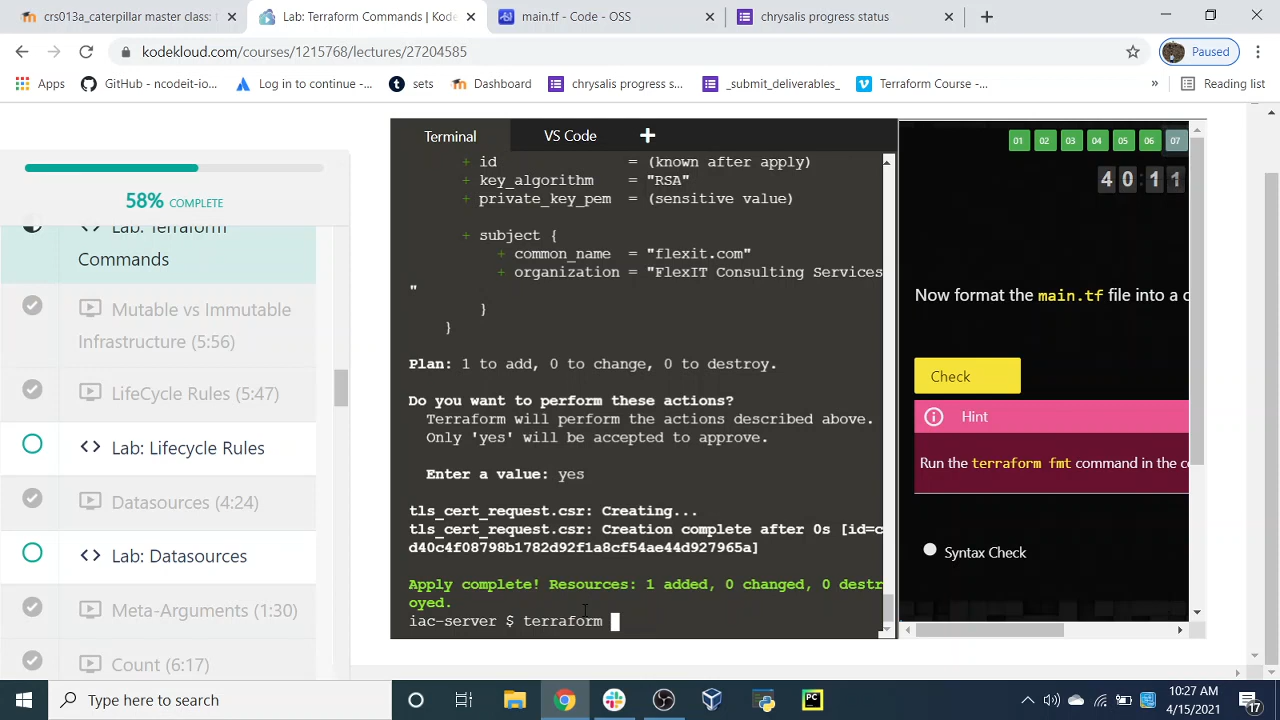 tss013a_caterpillar master class:
Lab: Terraform Commands | Kodek
main.tf - Code - OSS
chrysalis progress status
kodekloud.com/courses/1215768/lectures/27204585
Paused
Apps
GitHub - ncodeit-io...
Log in to continue -...
sets
Dashboard
chrysalis progress s...
_submit_deliverables_
Terraform Course -...
»
Reading list
58% COMPLETE
Lab: Terraform
Commands
Mutable vs Immutable
Infrastructure (5:56)
LifeCycle Rules (5:47)
Lab: Lifecycle Rules
Datasources (4:24)
Lab: Datasources
Meta-Arguments (1:30)
Count (6:17)
Terminal
VS Code
+ id = (known after apply)
+ key_algorithm = "RSA"
+ private_key_pem = (sensitive value)
+ subject {
+ common_name = "flexit.com"
+ organization = "FlexIT Consulting Services
"
}
}
Plan: 1 to add, 0 to change, 0 to destroy.
Do you want to perform these actions?
Terraform will perform the actions described above.
Only 'yes' will be accepted to approve.
Enter a value: yes
tls_cert_request.csr: Creating...
tls_cert_request.csr: Creation complete after 0s [id=c
d40c4f08798b1782d92f1a8cf54ae44d927965a]
Apply complete! Resources: 1 added, 0 changed, 0 destr
oyed.
iac-server $ terraform
01 02 03 04 05 06 07
40:11
Now format the main.tf file into a c
Check
Hint
Run the terraform fmt command in the co
Syntax Check
Type here to search
10:27 AM
4/15/2021
17